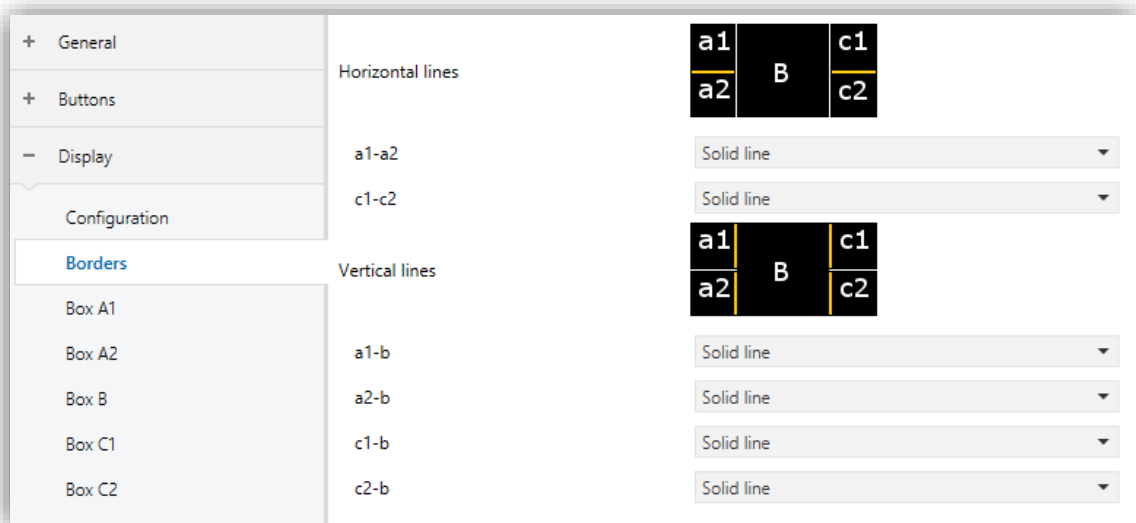 + General
+ Buttons
− Display
Configuration
Borders
Box A1
Box A2
Box B
Box C1
Box C2
Horizontal lines
a1 B c1
a2 c2
a1-a2 Solid line
c1-c2 Solid line
Vertical lines
a1 B c1
a2 c2
a1-b Solid line
a2-b Solid line
c1-b Solid line
c2-b Solid line